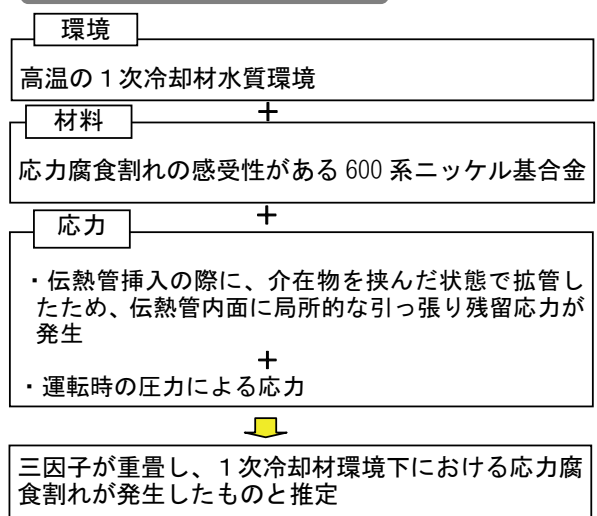 環境
高温の１次冷却材水質環境
+
材料
応力腐食割れの感受性がある 600 系ニッケル基合金
+
応力
・伝熱管挿入の際に、介在物を挟んだ状態で拡管し
たため、伝熱管内面に局所的な引っ張り残留応力が
発生
+
・運転時の圧力による応力
三因子が重畳し、１次冷却材環境下における応力腐
食割れが発生したものと推定